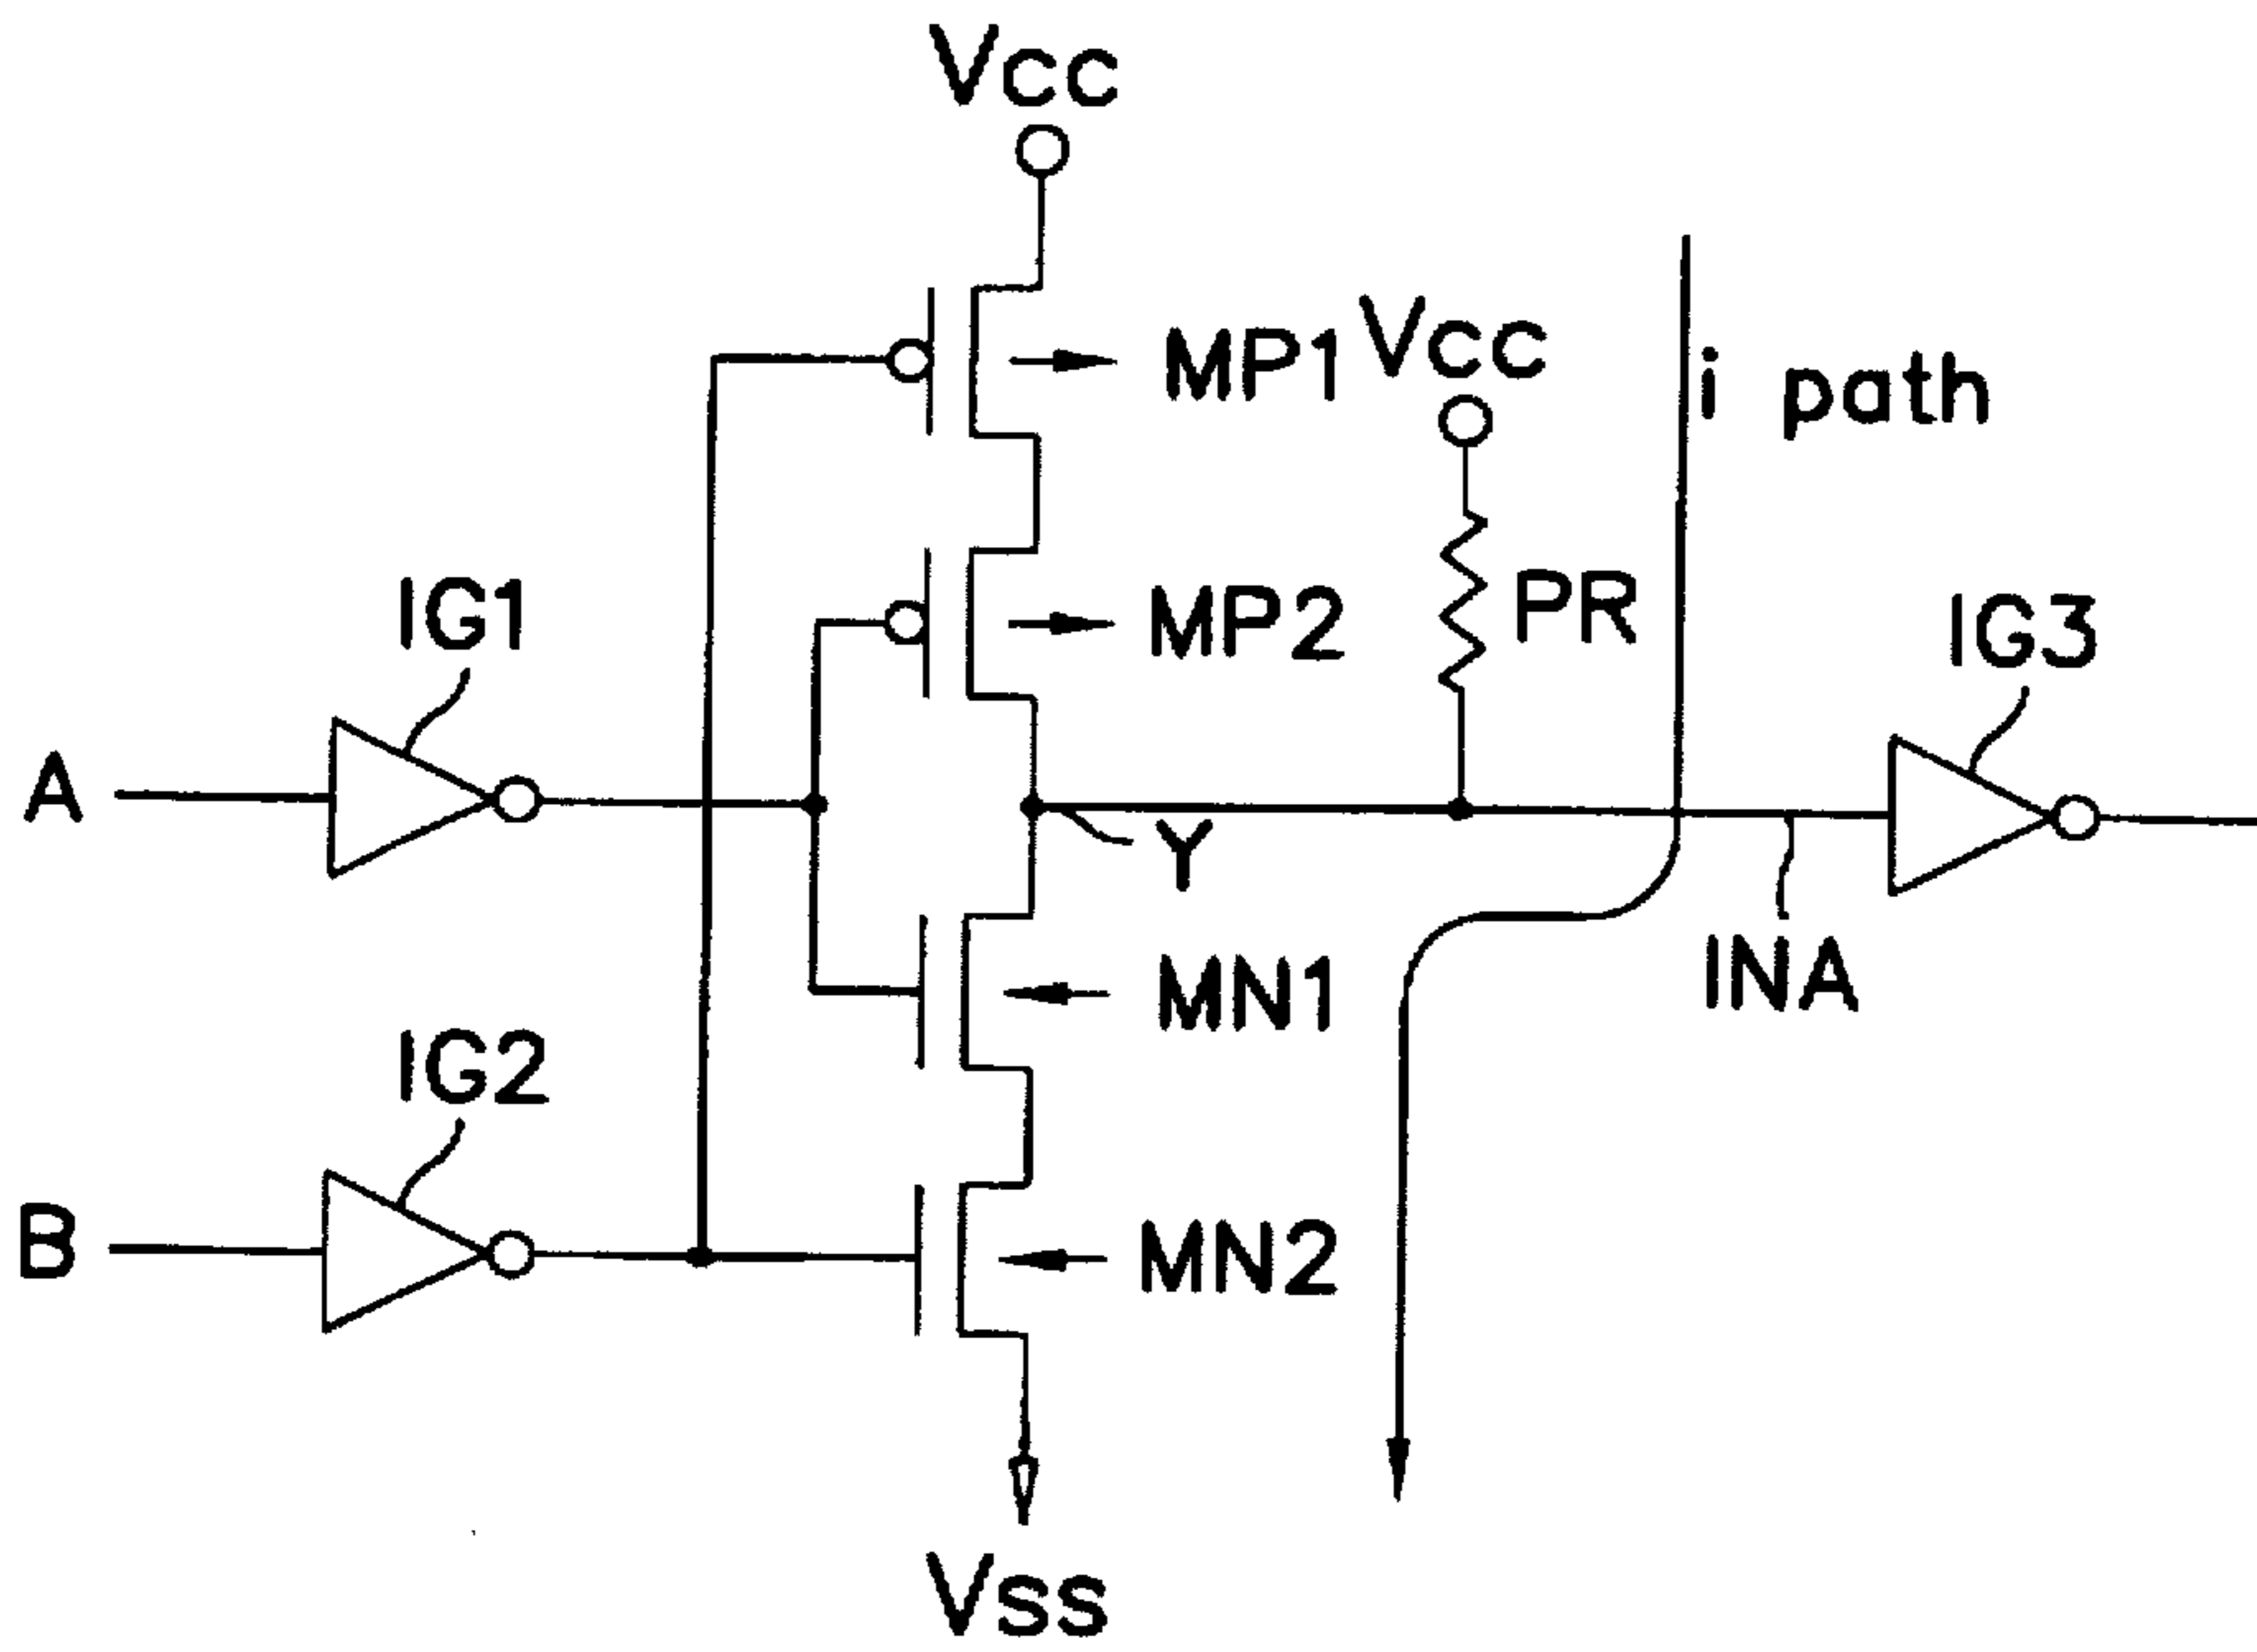 Vcc
MP1
Vcc
i path
IG1
MP2
PR
IG3
A
Y
MN1
INA
IG2
B
MN2
Vss